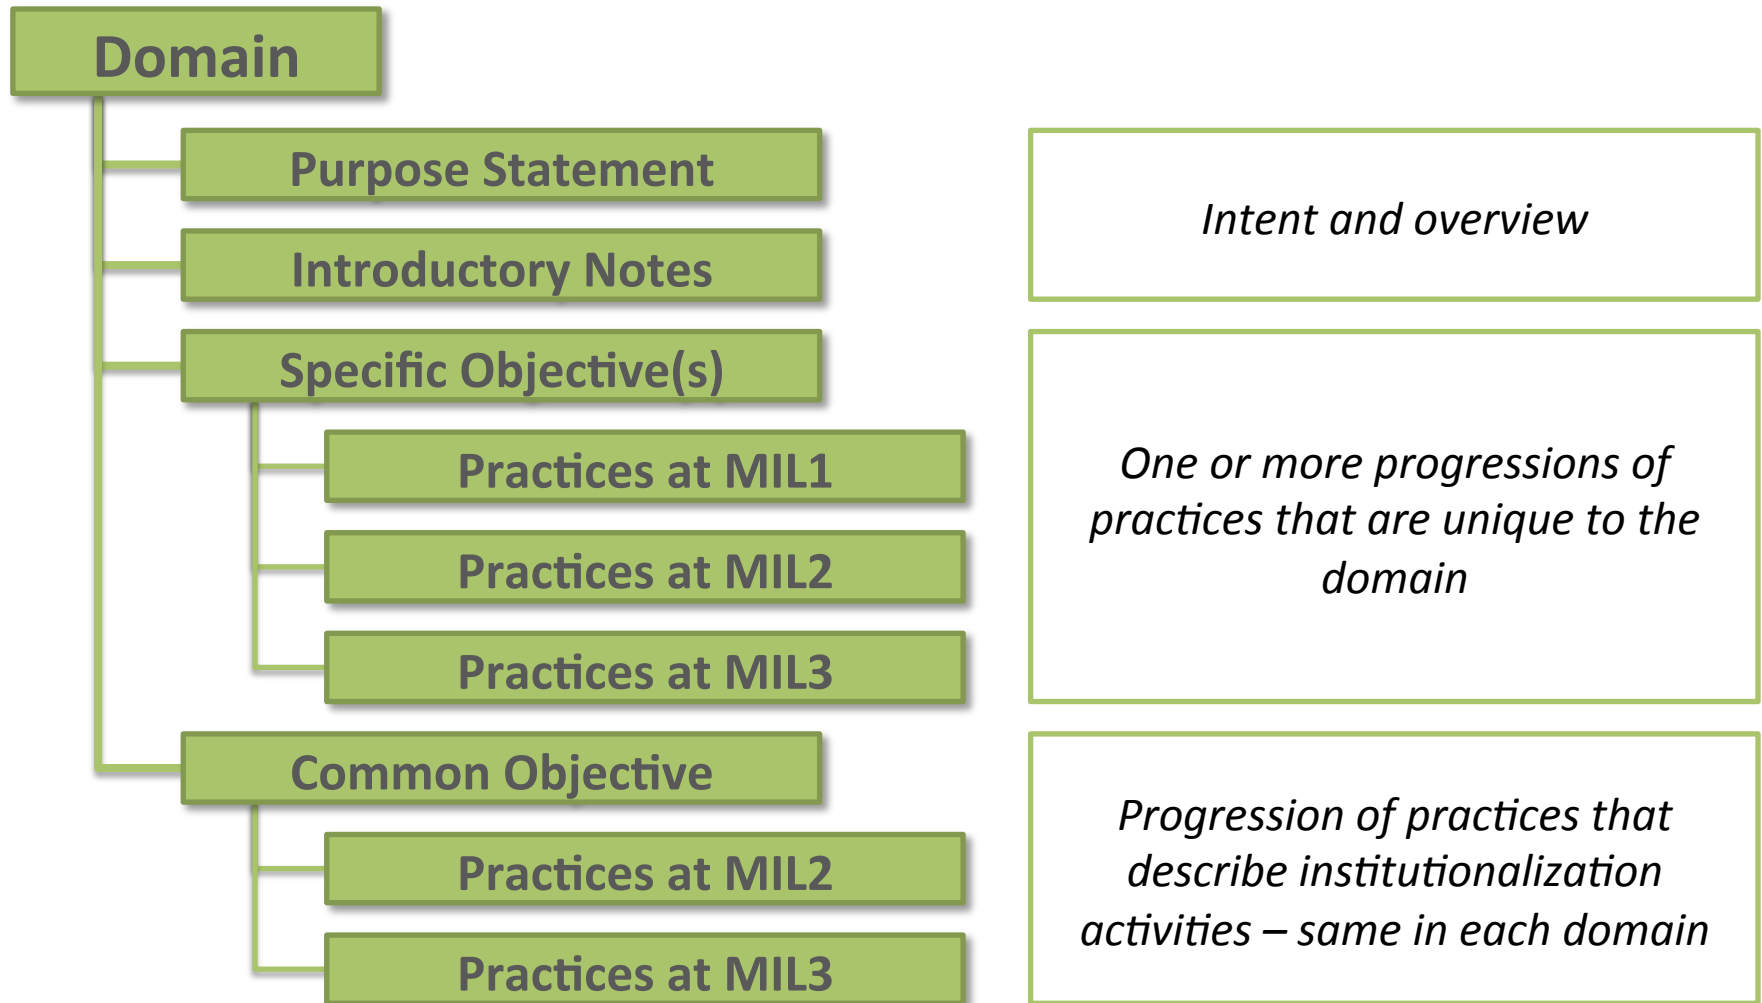 Domain
Purpose Statement
Introductory Notes
Intent and overview
Specific Objective(s)
Practices at MIL1
Practices at MIL2
Practices at MIL3
One or more progressions of
practices that are unique to the
domain
Common Objective
Practices at MIL2
Practices at MIL3
Progression of practices that
describe institutionalization
activities – same in each domain